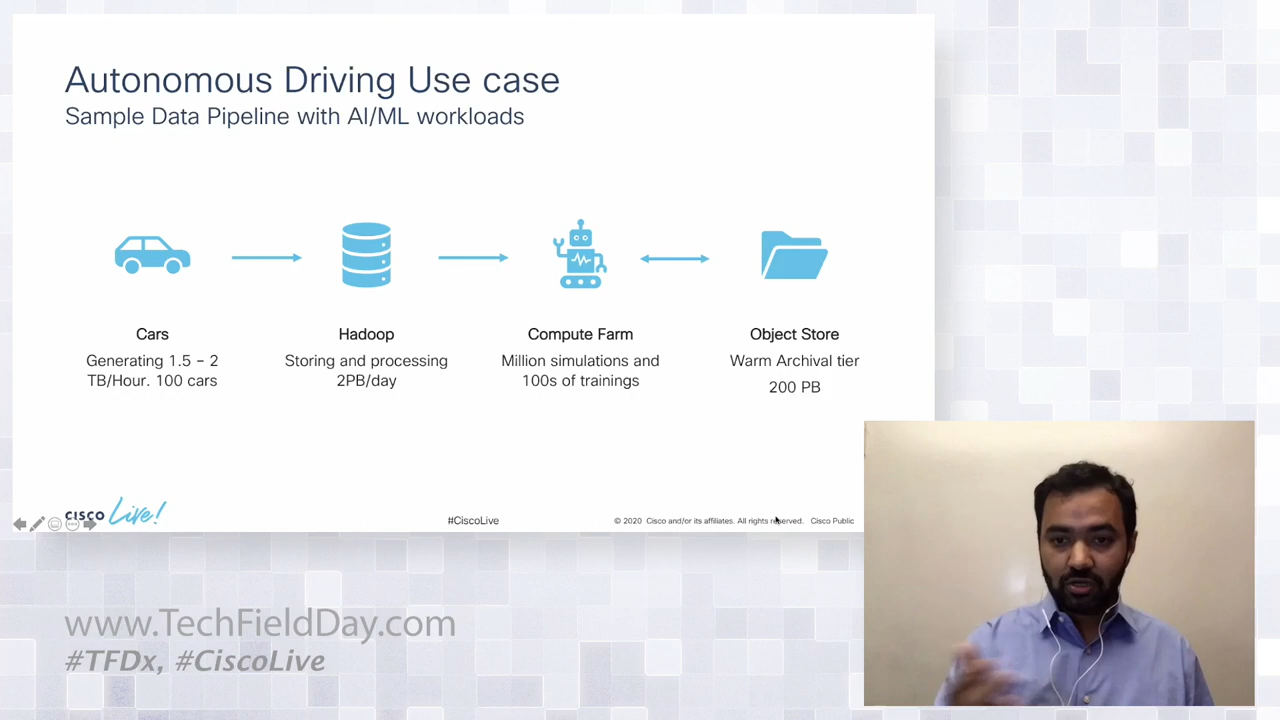 Autonomous Driving Use case
Sample Data Pipeline with AI/ML workloads
Cars
Generating 1.5 – 2
TB/Hour. 100 cars
Hadoop
Storing and processing
2PB/day
Compute Farm
Million simulations and
100s of trainings
Object Store
Warm Archival tier
200 PB
CISCO Live!
#CiscoLive
© 2020 Cisco and/or its affiliates. All rights reserved. Cisco Public
www.TechFieldDay.com
#TFDx, #CiscoLive